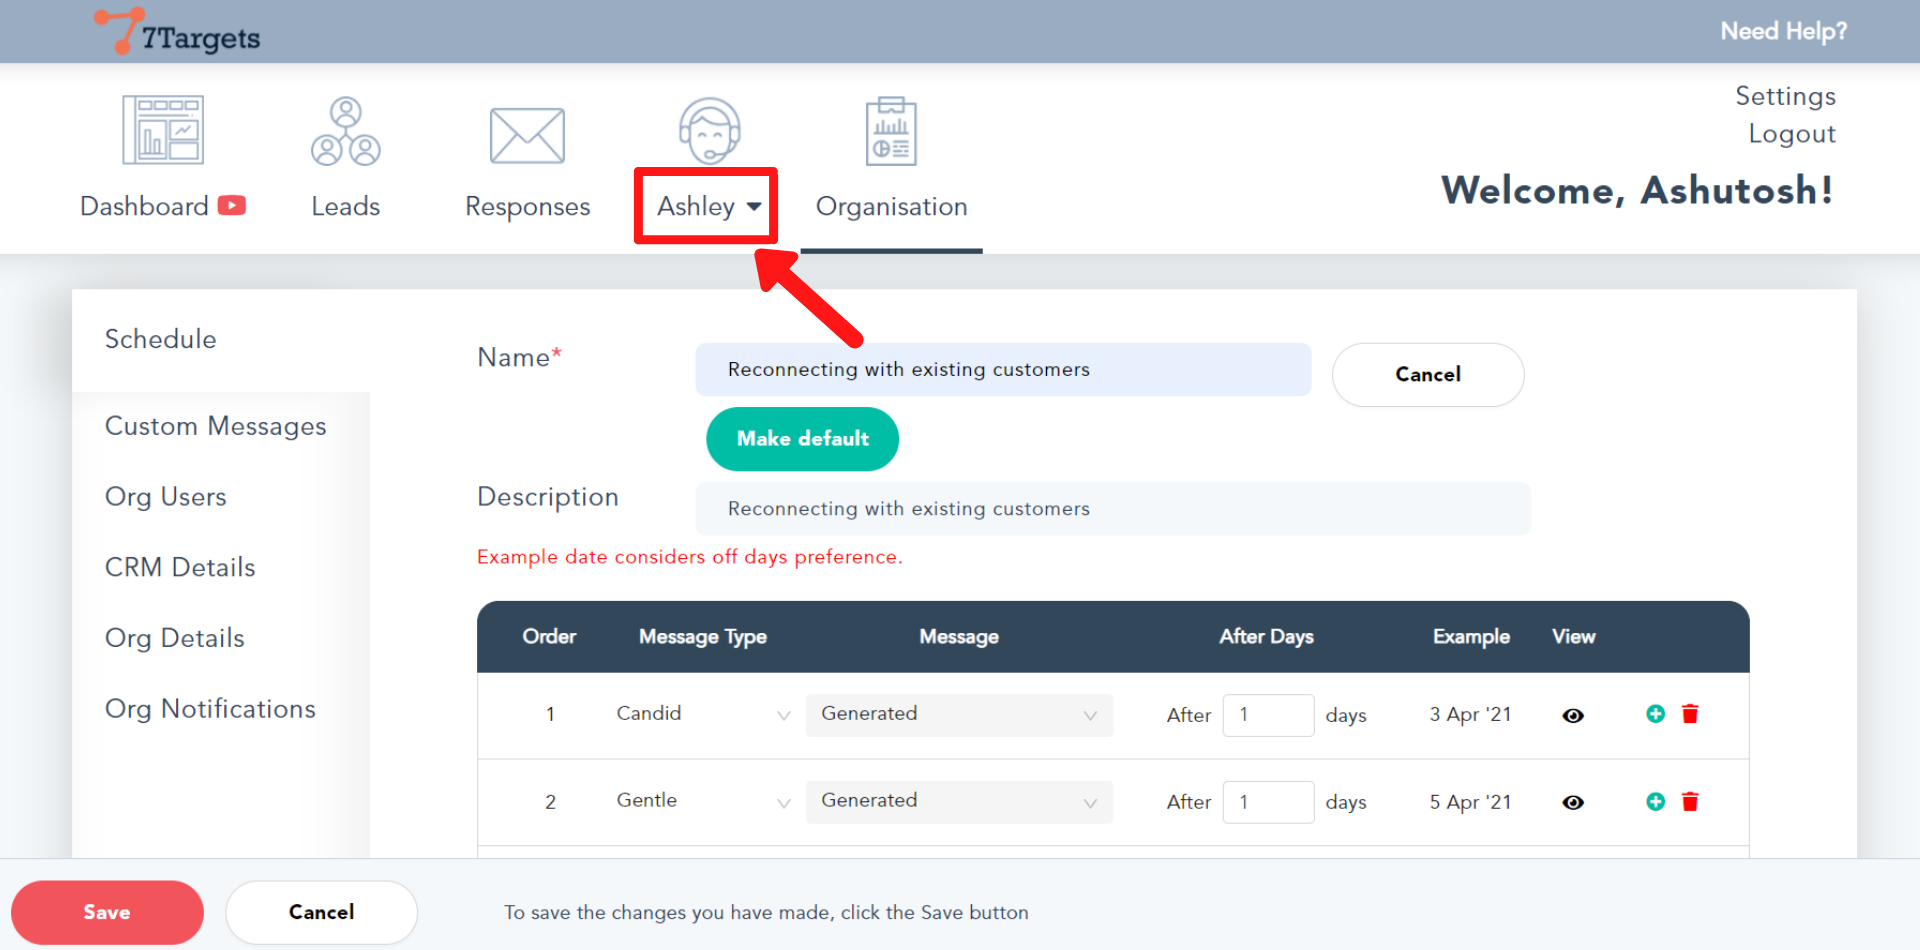 7Targets
Need Help?
Settings
Logout
Welcome, Ashutosh!
Dashboard
Leads
Responses
Ashley
Organisation
Schedule
Custom Messages
Org Users
CRM Details
Org Details
Org Notifications
Name*
Reconnecting with existing customers
Cancel
Make default
Description
Reconnecting with existing customers
Example date considers off days preference.
Order Message Type Message After Days Example View
1 Candid Generated After 1 days 3 Apr '21
2 Gentle Generated After 1 days 5 Apr '21
Save
Cancel
To save the changes you have made, click the Save button